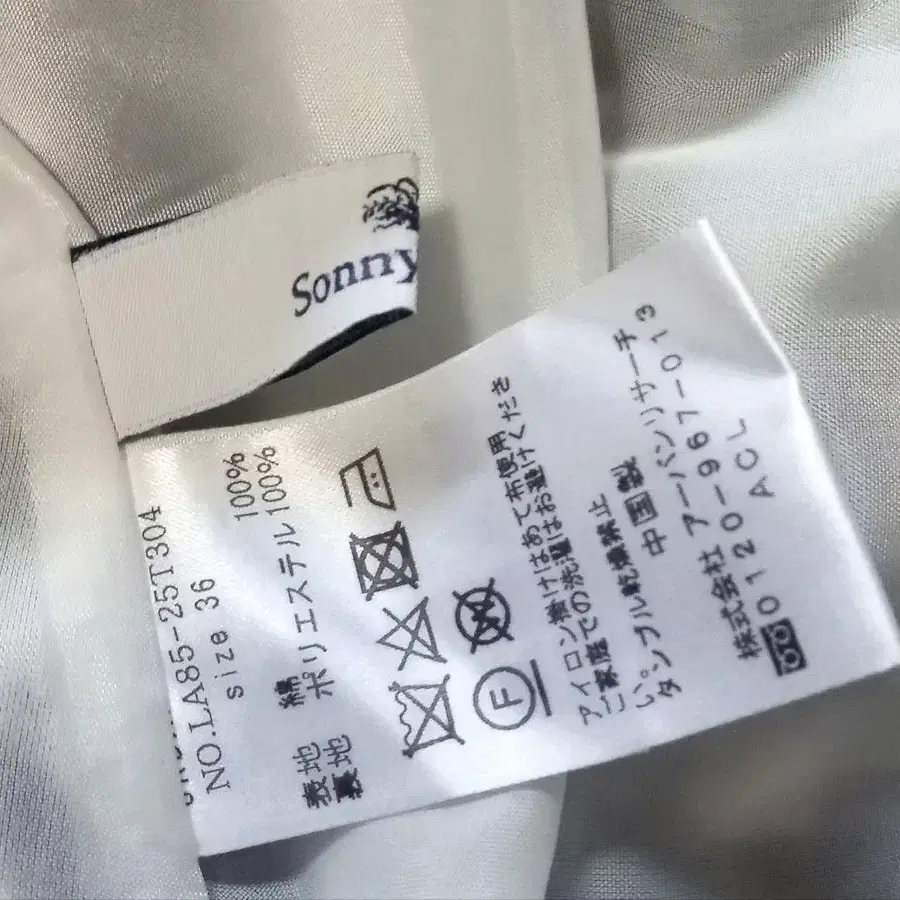 Sonny
NO.LA85-25T304
size 36
表地 綿 100%
裏地 ポリエステル 100%
F
アイロン掛けはあて布使用
ご家庭での洗濯はお避けくださ
い。
タンブル乾燥禁止
中国製
株式会社 アーバンリサーチ
0120-967-013
ACL